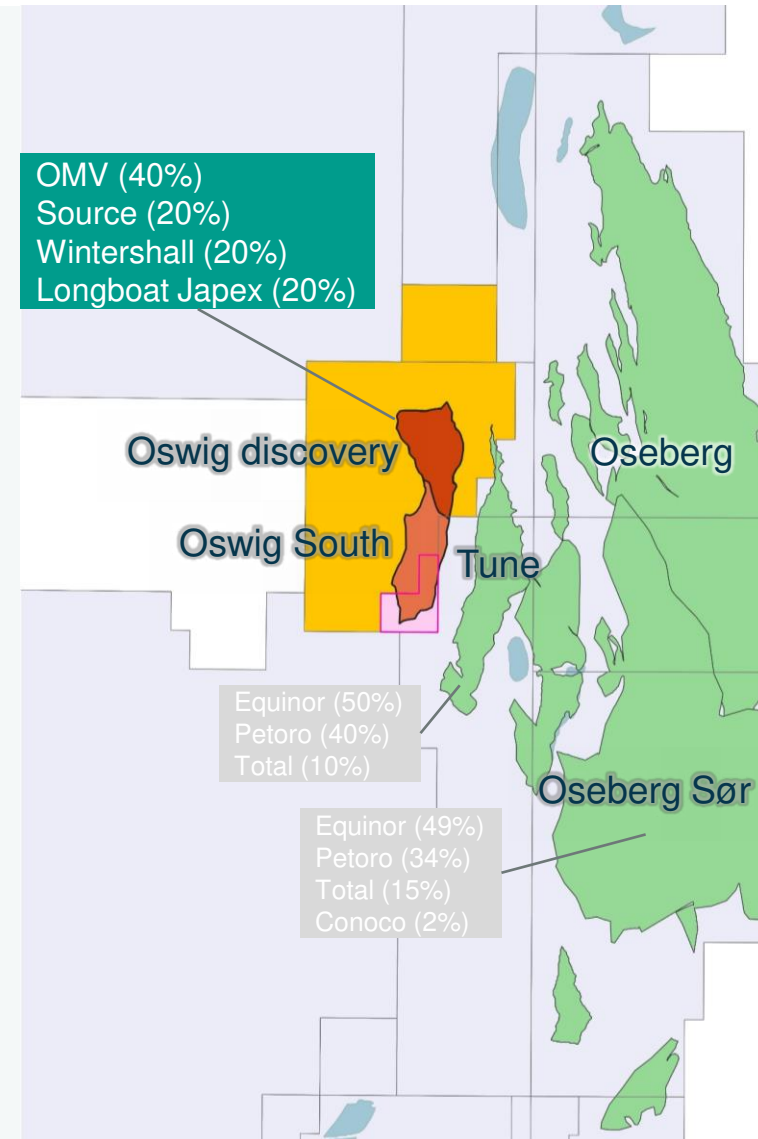 OMV (40%)
Source (20%)
Wintershall (20%)
Longboat Japex (20%)
Oswig discovery
Oseberg
Oswig South
Tune
Equinor (50%)
Petoro (40%)
Total (10%)
Oseberg Sør
Equinor (49%)
Petoro (34%)
Total (15%)
Conoco (2%)